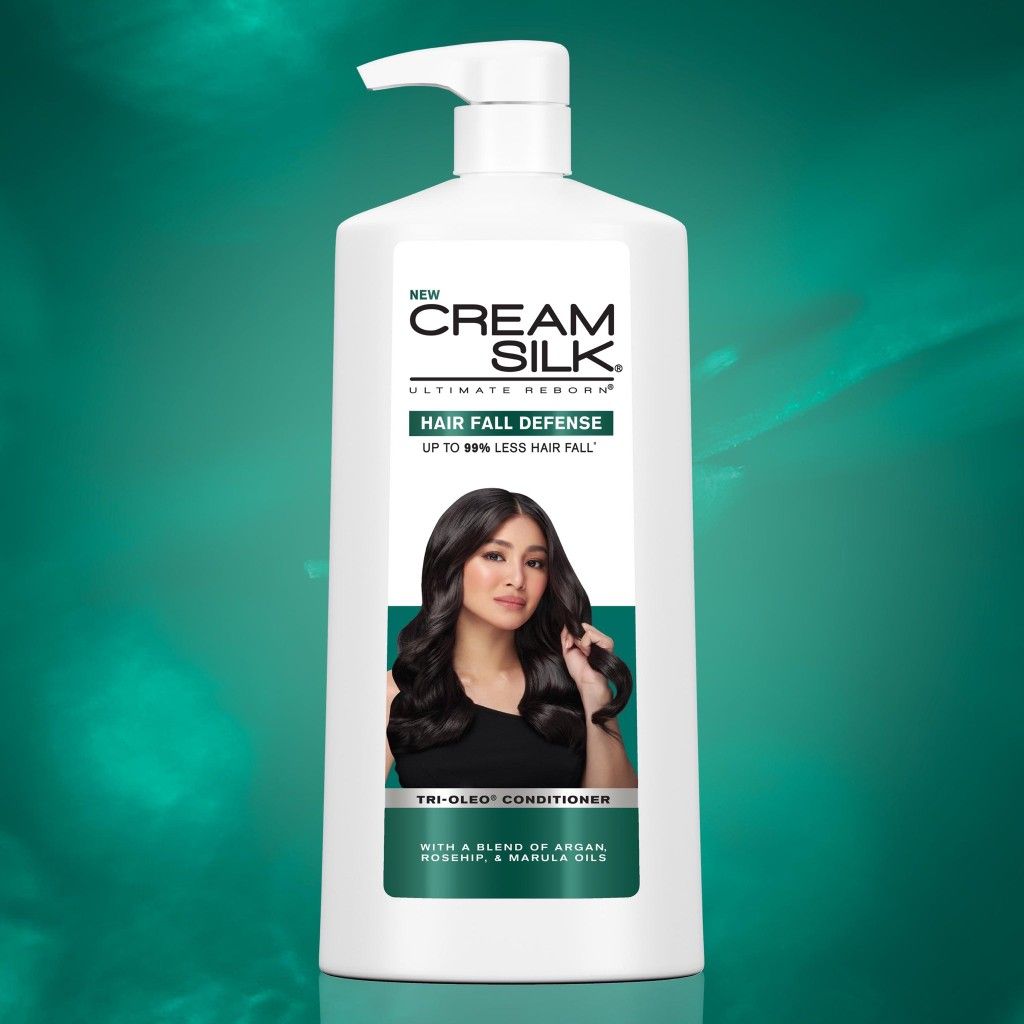 NEW
CREAM
SILK®
ULTIMATE REBORN®
HAIR FALL DEFENSE
UP TO 99% LESS HAIR FALL*
TRI-OLEO® CONDITIONER
WITH A BLEND OF ARGAN,
ROSEHIP, & MARULA OILS